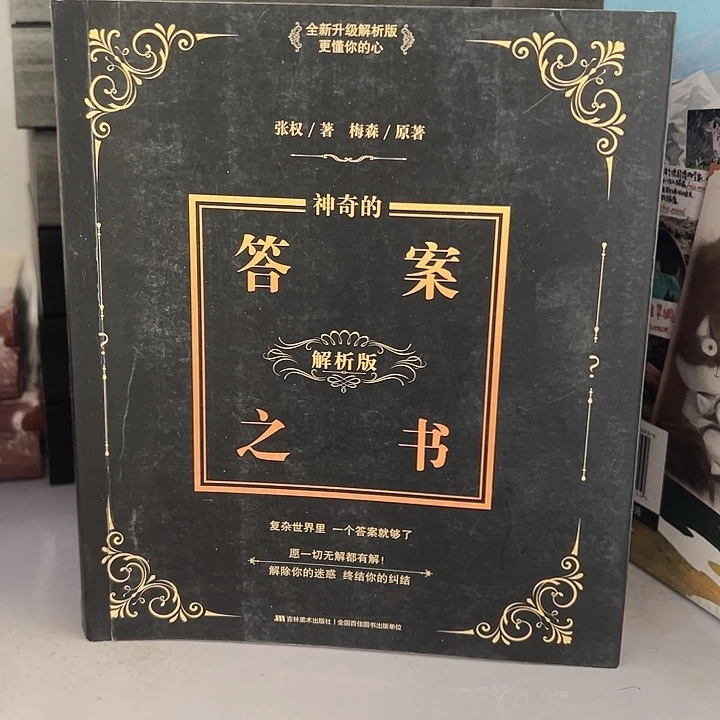 全新升级解析版
更懂你的心
张权 / 著 梅森 / 原著
神奇的
答 案
解析版
之 书
?
?
复杂世界里 一个答案就够了
愿一切无解都有解!
解除你的迷惑 终结你的纠结
吉林美术出版社 | 全国百佳图书出版单位